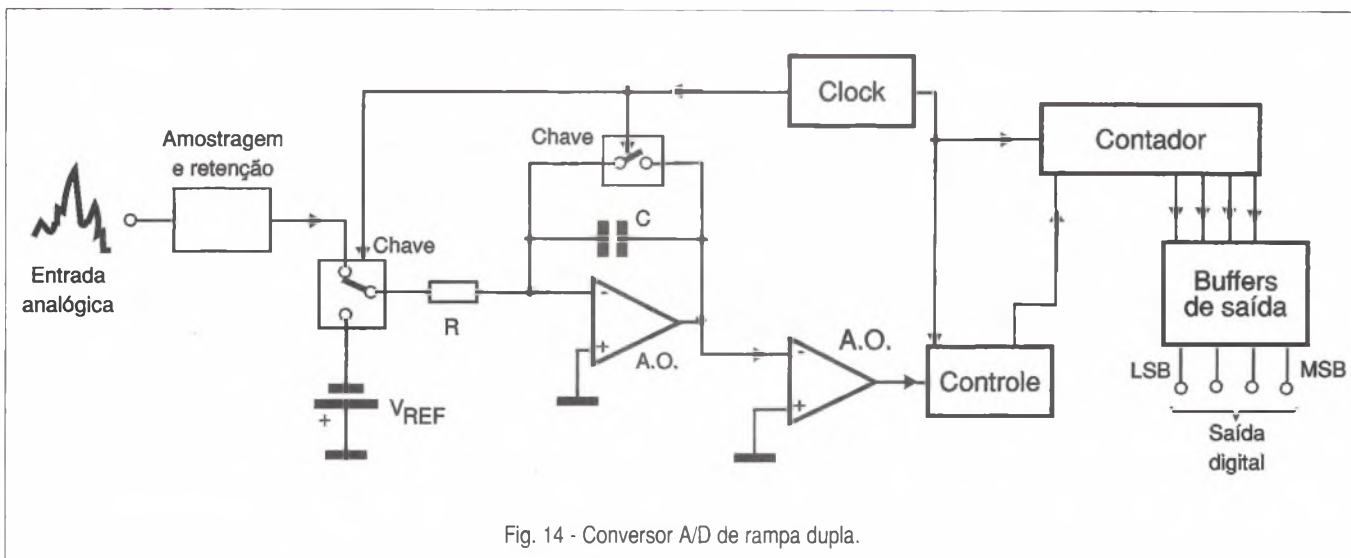 Clock
Contador
Amostragem
e retenção
Chave
C
Chave
Entrada
analógica
R
-
+
A.O.
-
+
A.O.
Controle
Buffers
de saída
LSB
MSB
Saída
digital
+
VREF
Fig. 14 - Conversor A/D de rampa dupla.